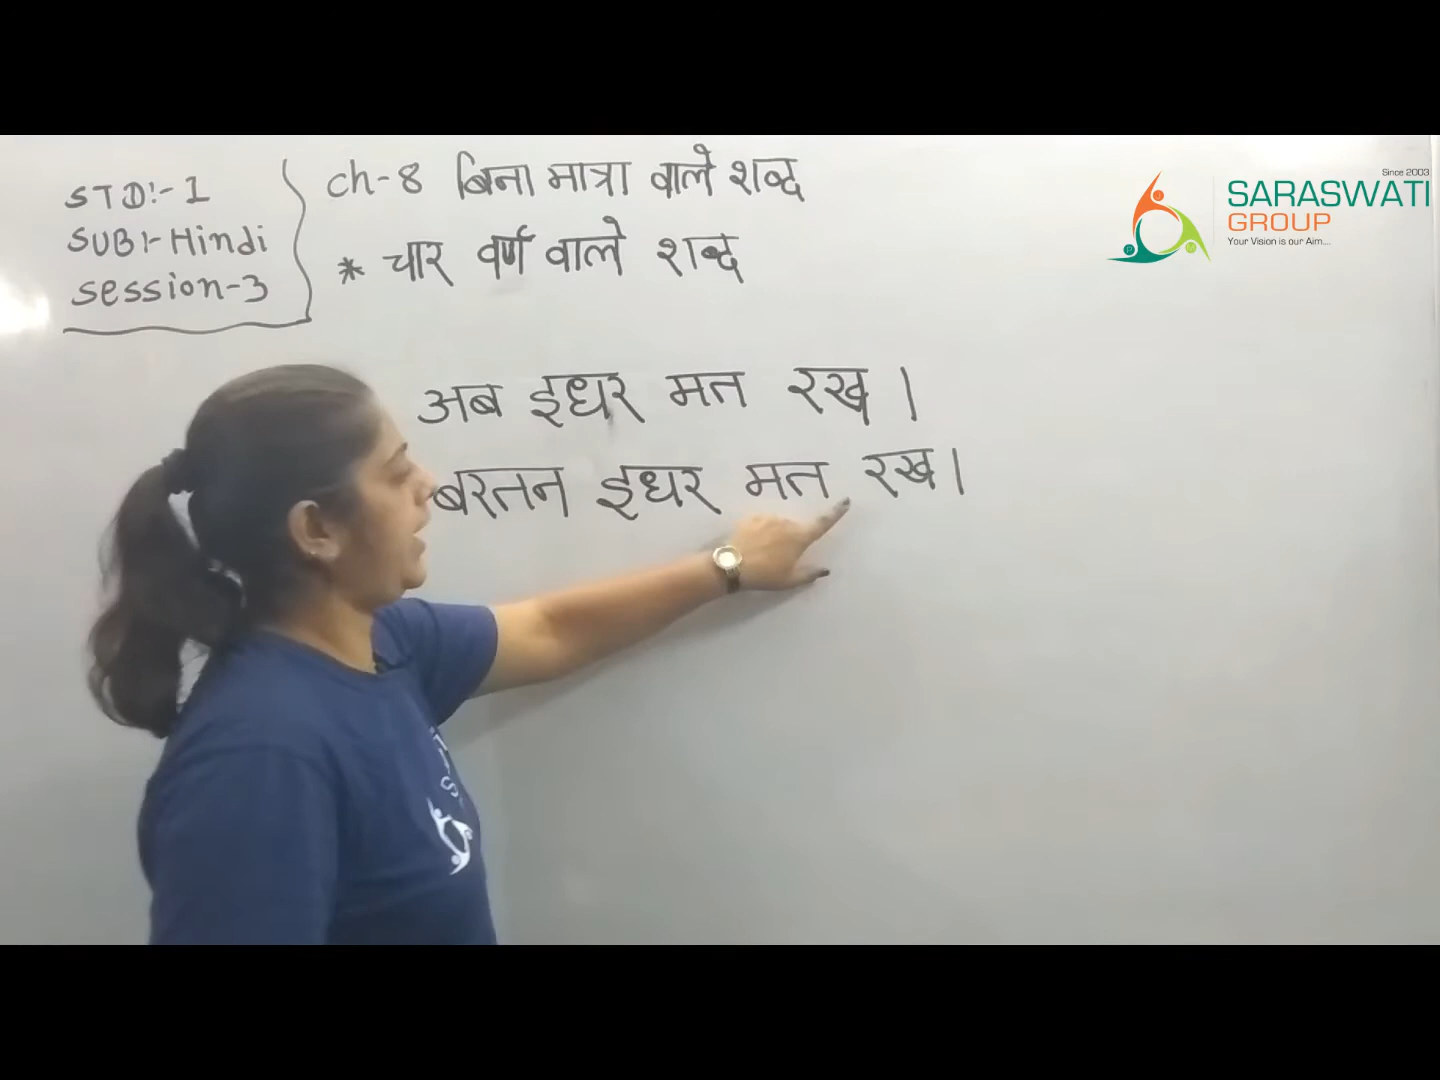 STD:- 1
SUB:- Hindi
Session-3
Ch-8 बिना मात्रा वाले शब्द
* चार वर्ण वाले शब्द
अब इधर मत रख ।
बरतन इधर मत रख ।
Since 2003
SARASWATI
GROUP
Your Vision is our Aim....